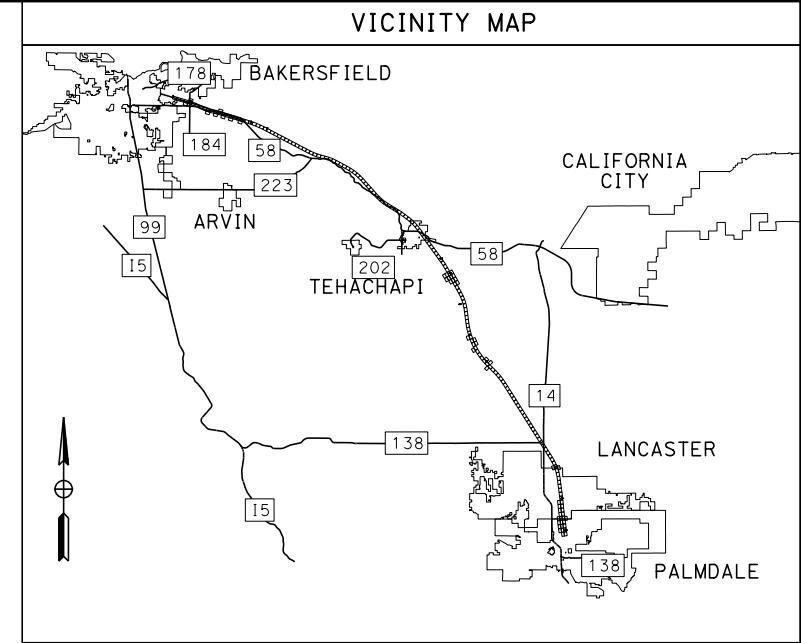 VICINITY MAP
178
BAKERSFIELD
184
58
CALIFORNIA
CITY
223
ARVIN
99
I5
202
58
TEHACHAPI
14
138
LANCASTER
I5
138
PALMDALE